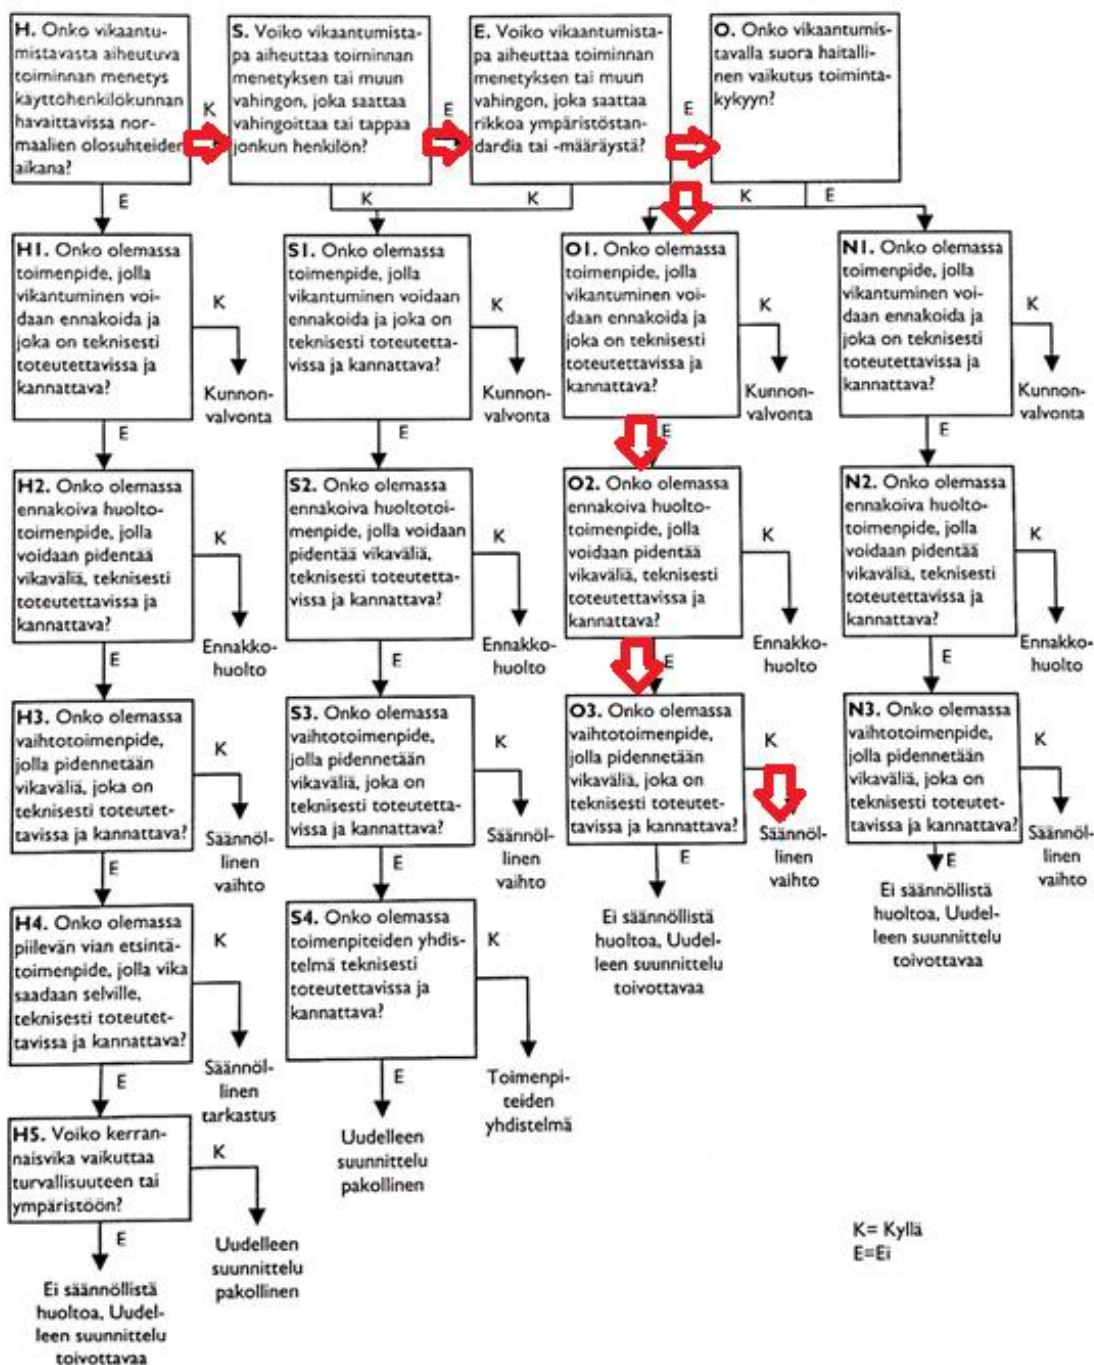 H. Onko vikaantu-
mistavasta aiheutuva
toiminnan menetys
käyttöhenkilökunnan
havaittavissa nor-
maalien olosuhteiden
aikana?
K
S. Voiko vikaantumista-
pa aiheuttaa toiminnan
menetyksen tai muun
vahingon, joka saattaa
vahingoittaa tai tappaa
jonkun henkilön?
E
E. Voiko vikaantumista-
pa aiheuttaa toiminnan
menetyksen tai muun
vahingon, joka saattaa
rikkoa ympäristöstan-
dardia tai -määräystä?
E
O. Onko vikaantumis-
tavalla suora haitalli-
nen vaikutus toiminta-
kykyyn?
E
K
K
K
E
H1. Onko olemassa
toimenpide, jolla
vikantuminen voi-
daan ennakoida ja
joka on teknisesti
toteutettavissa ja
kannattava?
K
Kunnon-
valvonta
S1. Onko olemassa
toimenpide, jolla
vikantuminen voidaan
ennakoida ja joka on
teknisesti toteutetta-
vissa ja kannattava?
K
Kunnon-
valvonta
O1. Onko olemassa
toimenpide, jolla
vikantuminen voi-
daan ennakoida ja
joka on teknisesti
toteutettavissa ja
kannattava?
K
Kunnon-
valvonta
N1. Onko olemassa
toimenpide, jolla
vikantuminen voi-
daan ennakoida ja
joka on teknisesti
toteutettavissa ja
kannattava?
K
Kunnon-
valvonta
E
E
E
E
H2. Onko olemassa
ennakoiva huolto-
toimenpide, jolla
voidaan pidentää
vikaväliä, teknisesti
toteutettavissa ja
kannattava?
K
Ennakko-
huolto
S2. Onko olemassa
ennakoiva huoltotoi-
menpide, jolla voidaan
pidentää vikaväliä,
teknisesti toteutetta-
vissa ja kannattava?
K
Ennakko-
huolto
O2. Onko olemassa
ennakoiva huolto-
toimenpide, jolla
voidaan pidentää
vikaväliä, teknisesti
toteutettavissa ja
kannattava?
K
Ennakko-
huolto
N2. Onko olemassa
ennakoiva huolto-
toimenpide, jolla
voidaan pidentää
vikaväliä, teknisesti
toteutettavissa ja
kannattava?
K
Ennakko-
huolto
E
E
E
E
H3. Onko olemassa
vaihtotoimenpide,
jolla pidennetään
vikaväliä, joka on
teknisesti toteutet-
tavissa ja kannattava?
K
Säännöl-
linen
vaihto
S3. Onko olemassa
vaihtotoimenpide,
jolla pidennetään
vikaväliä, joka on
teknisesti toteutetta-
vissa ja kannattava?
K
Säännöl-
linen
vaihto
O3. Onko olemassa
vaihtotoimenpide,
jolla pidennetään
vikaväliä, joka on
teknisesti toteutet-
tavissa ja kannattava?
K
Säännöl-
linen
vaihto
N3. Onko olemassa
vaihtotoimenpide,
jolla pidennetään
vikaväliä, joka on
teknisesti toteutet-
tavissa ja kannattava?
K
Säännöl-
linen
vaihto
E
E
E
E
H4. Onko olemassa
piilevän vian etsintä-
toimenpide, jolla vika
saadaan selville,
teknisesti toteutet-
tavissa ja kannattava?
K
Säännöl-
linen
tarkastus
S4. Onko olemassa
toimenpiteiden yhdis-
telmä teknisesti
toteutettavissa ja
kannattava?
K
Toimenpi-
teiden
yhdistelmä
Ei säännöllistä
huoltoa, Uudel-
leen suunnittelu
toivottavaa
Ei säännöllistä
huoltoa, Uudel-
leen suunnittelu
toivottavaa
E
E
H5. Voiko kerran-
naisvika vaikuttaa
turvallisuuteen tai
ympäristöön?
K
Uudelleen
suunnittelu
pakollinen
Uudelleen
suunnittelu
pakollinen
E
Ei säännöllistä
huoltoa, Uudel-
leen suunnittelu
toivottavaa
K= Kyllä
E=Ei